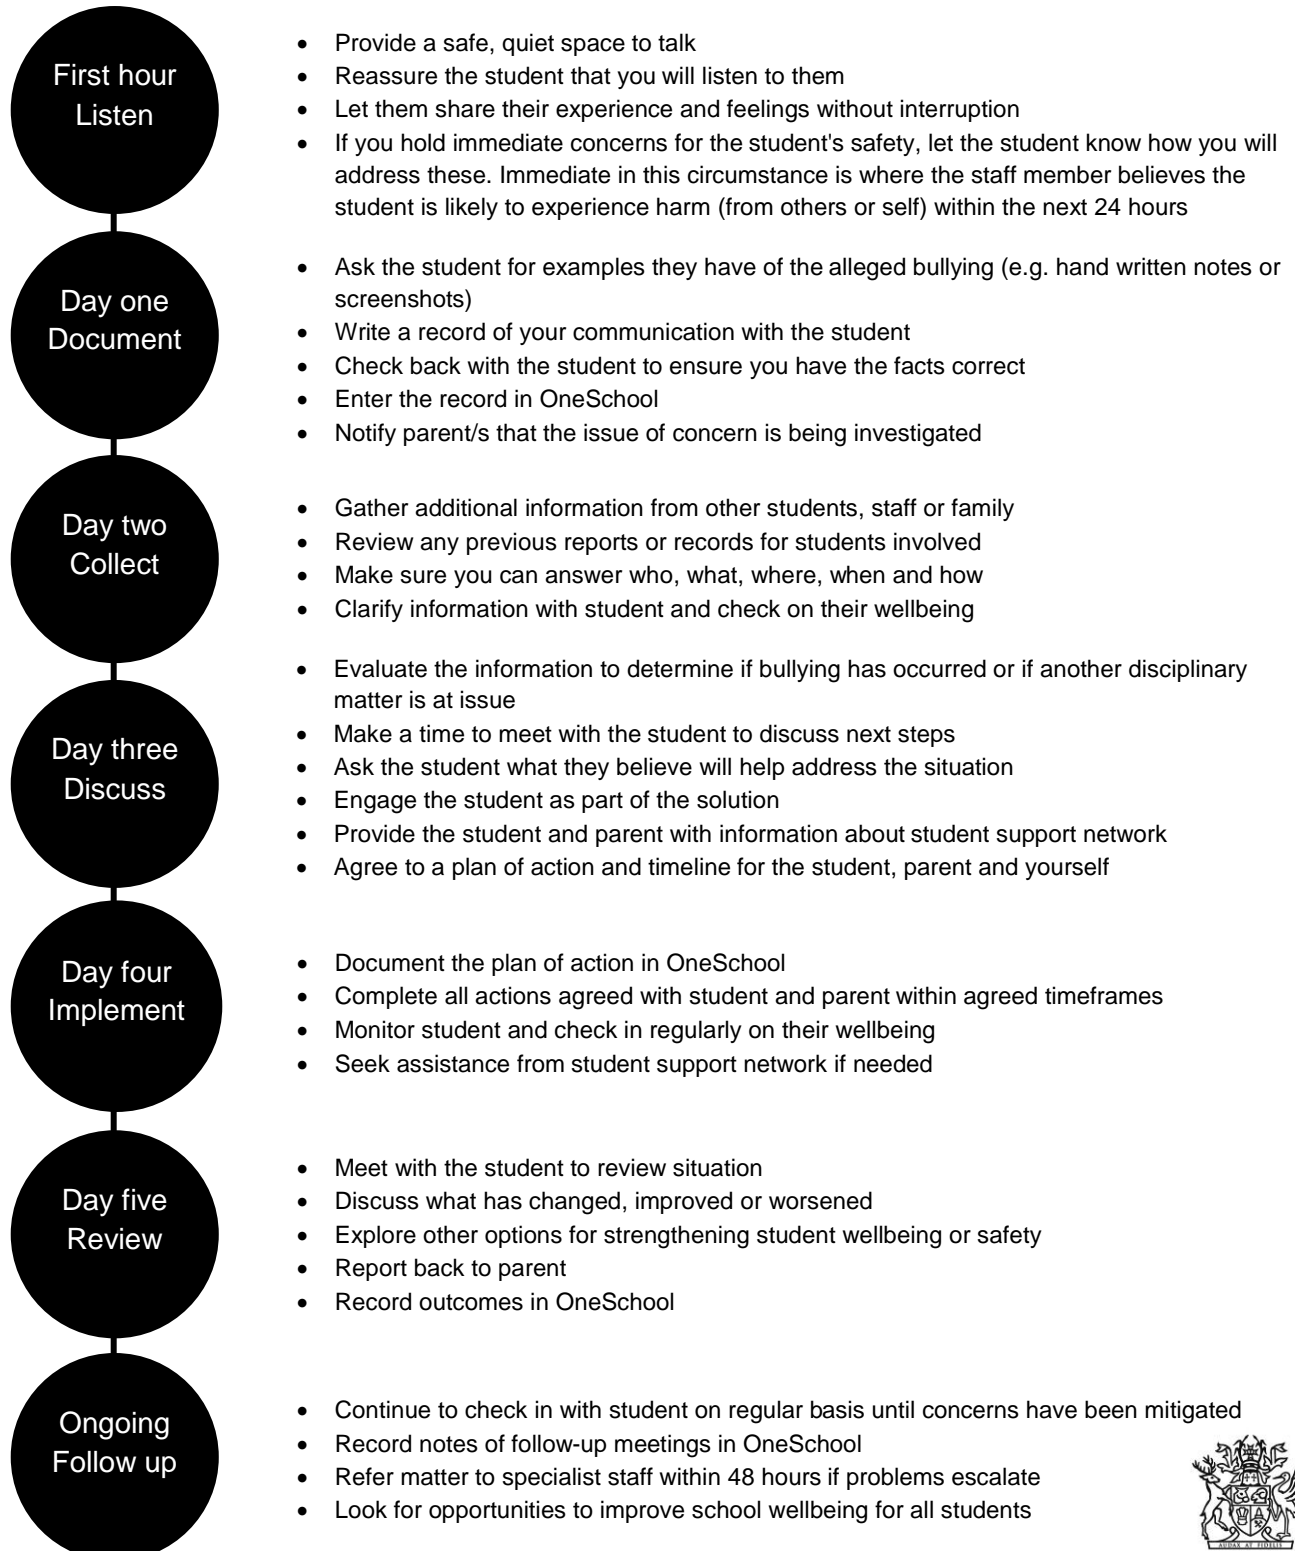 First hour
Listen
• Provide a safe, quiet space to talk
• Reassure the student that you will listen to them
• Let them share their experience and feelings without interruption
• If you hold immediate concerns for the student's safety, let the student know how you will
address these. Immediate in this circumstance is where the staff member believes the
student is likely to experience harm (from others or self) within the next 24 hours
Day one
Document
• Ask the student for examples they have of the alleged bullying (e.g. hand written notes or
screenshots)
• Write a record of your communication with the student
• Check back with the student to ensure you have the facts correct
• Enter the record in OneSchool
• Notify parent/s that the issue of concern is being investigated
Day two
Collect
• Gather additional information from other students, staff or family
• Review any previous reports or records for students involved
• Make sure you can answer who, what, where, when and how
• Clarify information with student and check on their wellbeing
Day three
Discuss
• Evaluate the information to determine if bullying has occurred or if another disciplinary
matter is at issue
• Make a time to meet with the student to discuss next steps
• Ask the student what they believe will help address the situation
• Engage the student as part of the solution
• Provide the student and parent with information about student support network
• Agree to a plan of action and timeline for the student, parent and yourself
Day four
Implement
• Document the plan of action in OneSchool
• Complete all actions agreed with student and parent within agreed timeframes
• Monitor student and check in regularly on their wellbeing
• Seek assistance from student support network if needed
Day five
Review
• Meet with the student to review situation
• Discuss what has changed, improved or worsened
• Explore other options for strengthening student wellbeing or safety
• Report back to parent
• Record outcomes in OneSchool
Ongoing
Follow up
• Continue to check in with student on regular basis until concerns have been mitigated
• Record notes of follow-up meetings in OneSchool
• Refer matter to specialist staff within 48 hours if problems escalate
• Look for opportunities to improve school wellbeing for all students
AUDAX AT FIDELIS